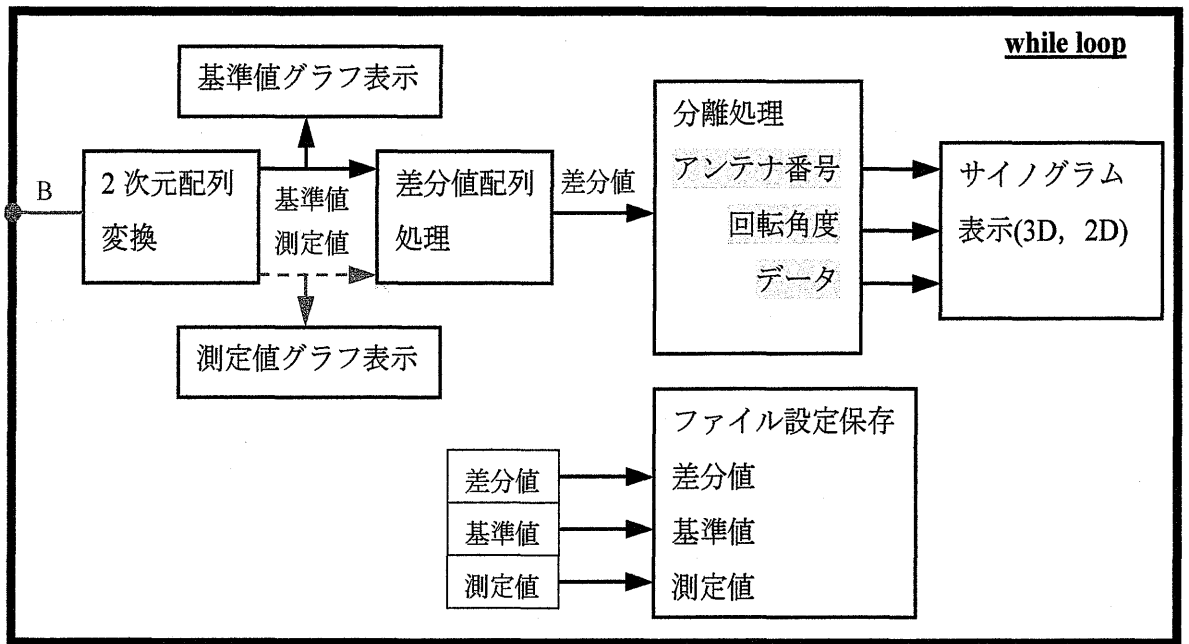 while loop
基準値グラフ表示
B
2次元配列
変換
基準値
測定値
差分値配列
処理
差分値
分離処理
アンテナ番号
回転角度
データ
サイノグラム
表示(3D, 2D)
測定値グラフ表示
差分値
基準値
測定値
ファイル設定保存
差分値
基準値
測定値